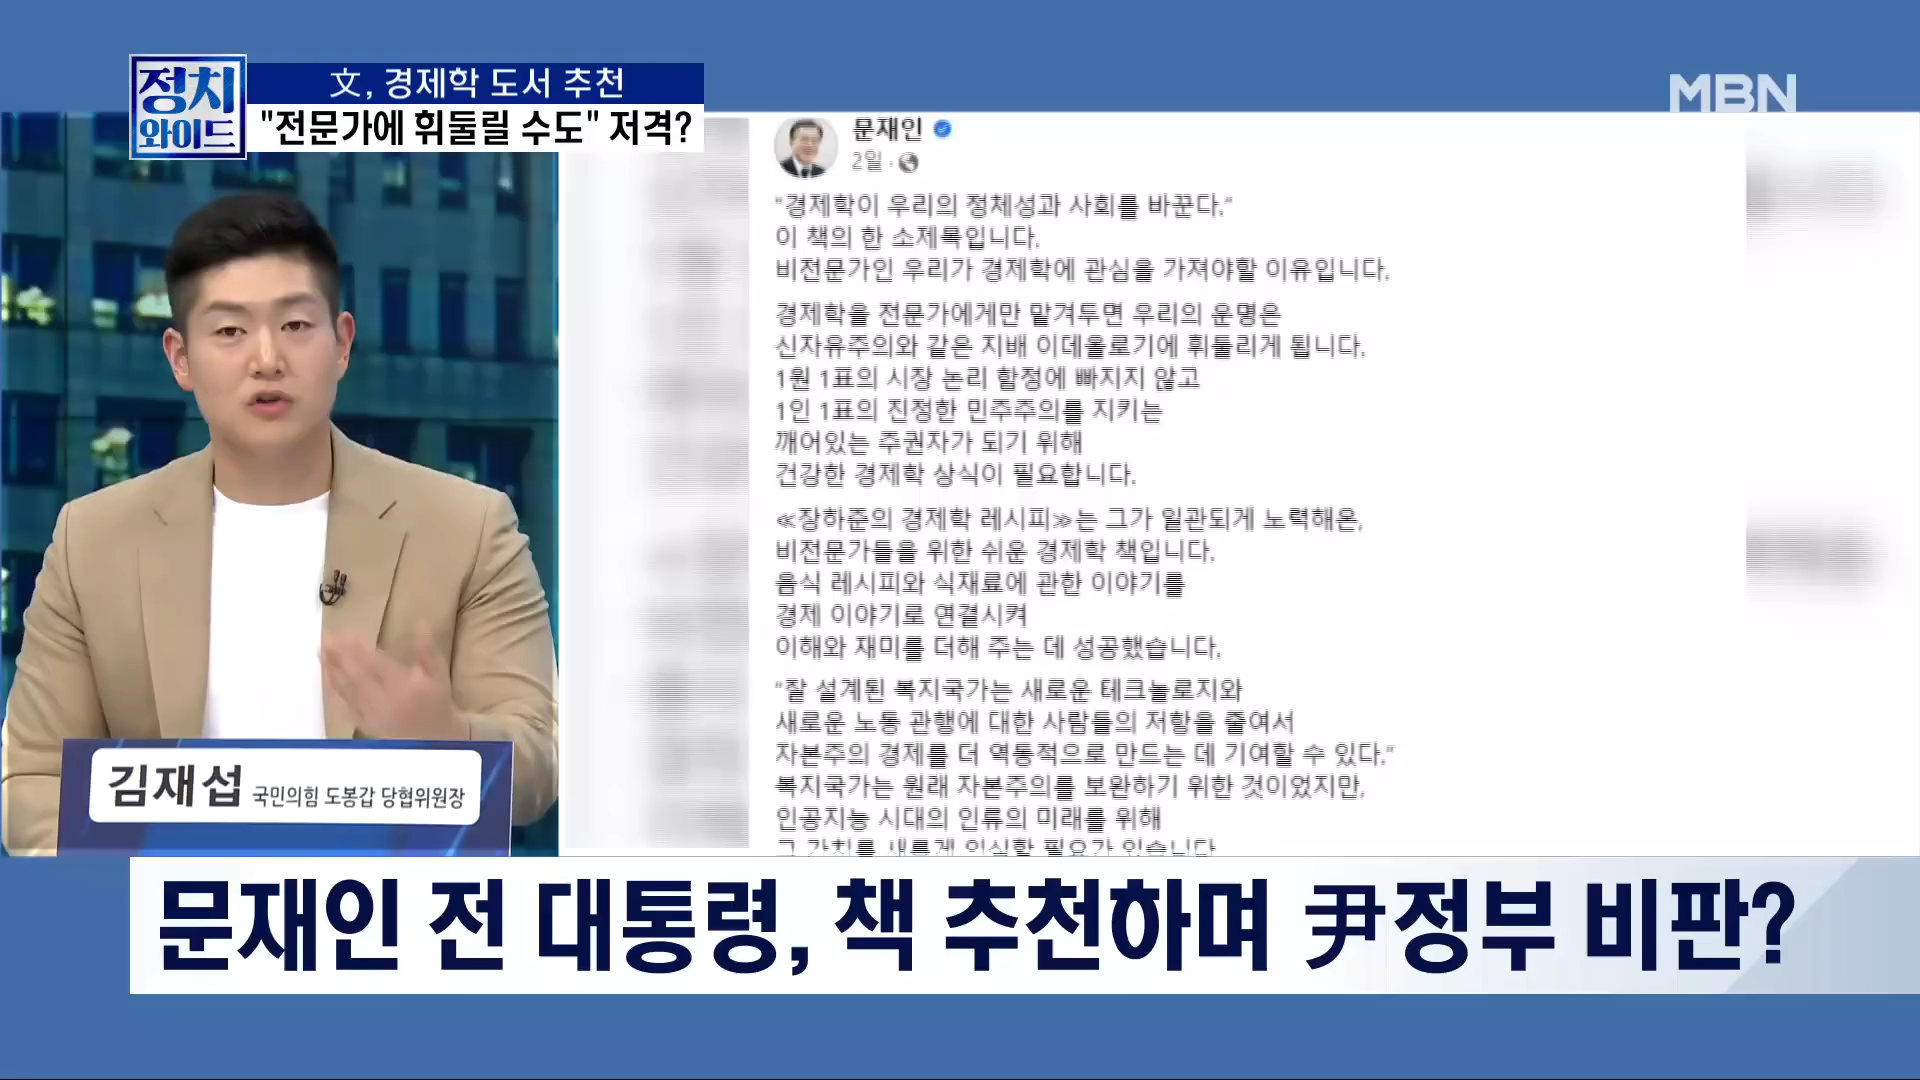 정치
와이드
文, 경제학 도서 추천
"전문가에 휘둘릴 수도" 저격?
MBN
문재인
2일 ·
"경제학이 우리의 정체성과 사회를 바꾼다."
이 책의 한 소제목입니다.
비전문가인 우리가 경제학에 관심을 가져야할 이유입니다.
경제학을 전문가에게만 맡겨두면 우리의 운명은
신자유주의와 같은 지배 이데올로기에 휘둘리게 됩니다.
1원 1표의 시장 논리 함정에 빠지지 않고
1인 1표의 진정한 민주주의를 지키는
깨어있는 주권자가 되기 위해
건강한 경제학 상식이 필요합니다.
≪장하준의 경제학 레시피≫는 그가 일관되게 노력해온,
비전문가들을 위한 쉬운 경제학 책입니다.
음식 레시피와 식재료에 관한 이야기를
경제 이야기로 연결시켜
이해와 재미를 더해 주는 데 성공했습니다.
"잘 설계된 복지국가는 새로운 테크놀로지와
새로운 노동 관행에 대한 사람들의 저항을 줄여서
자본주의 경제를 더 역동적으로 만드는 데 기여할 수 있다."
복지국가는 원래 자본주의를 보완하기 위한 것이었지만,
인공지능 시대의 인류의 미래를 위해
그 가치를 새롭게 인식할 필요가 있습니다
김재섭 국민의힘 도봉갑 당협위원장
문재인 전 대통령, 책 추천하며 尹정부 비판?